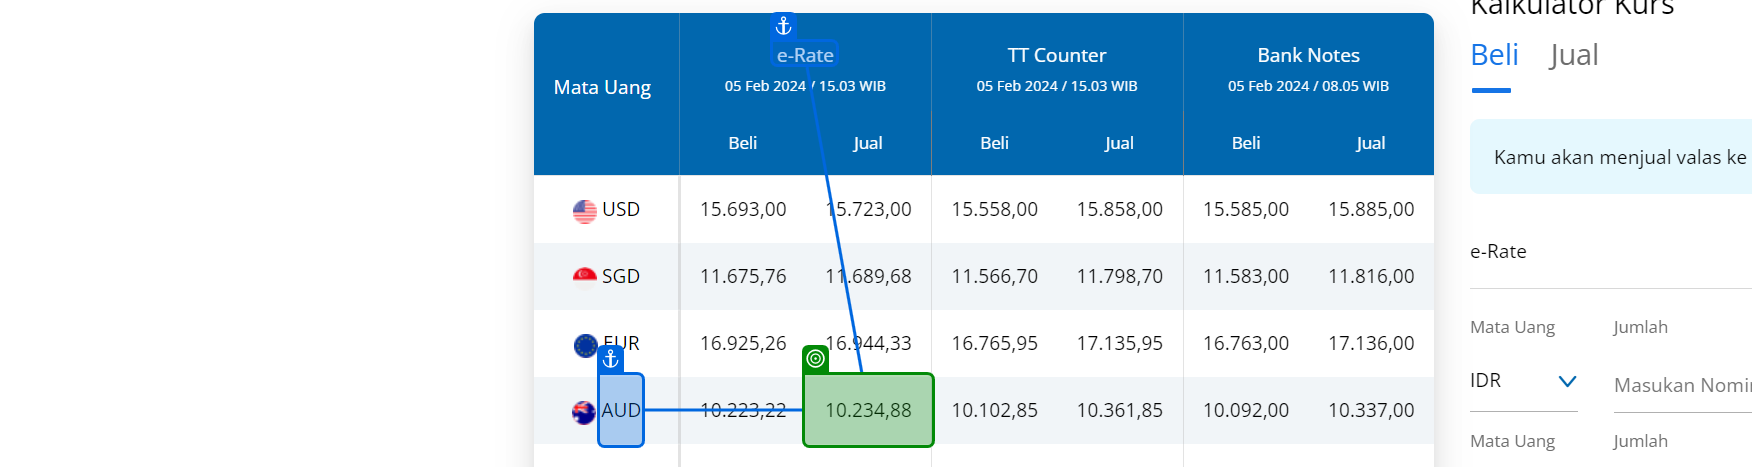 Kalkulator Kurs
e-Rate TT Counter Bank Notes
Beli Jual
Mata Uang
05 Feb 2024 / 15.03 WIB 05 Feb 2024 / 15.03 WIB 05 Feb 2024 / 08.05 WIB
Beli Jual Beli Jual Beli Jual
Kamu akan menjual valas ke
USD 15.693,00 15.723,00 15.558,00 15.858,00 15.585,00 15.885,00
e-Rate
SGD 11.675,76 11.689,68 11.566,70 11.798,70 11.583,00 11.816,00
Mata Uang Jumlah
EUR 16.925,26 16.944,33 16.765,95 17.135,95 16.763,00 17.136,00
IDR Masukan
AUD 10.223,22 10.234,88 10.102,85 10.361,85 10.092,00 10.337,00
Mata Uang Jumlah